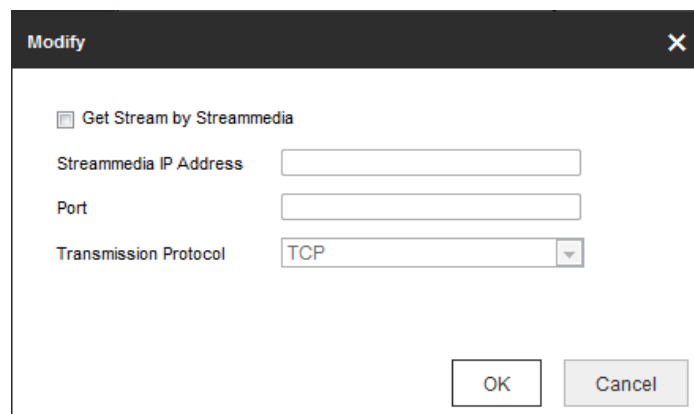 Modify
Get Stream by Streammedia
Streammedia IP Address
Port
Transmission Protocol TCP
OK Cancel